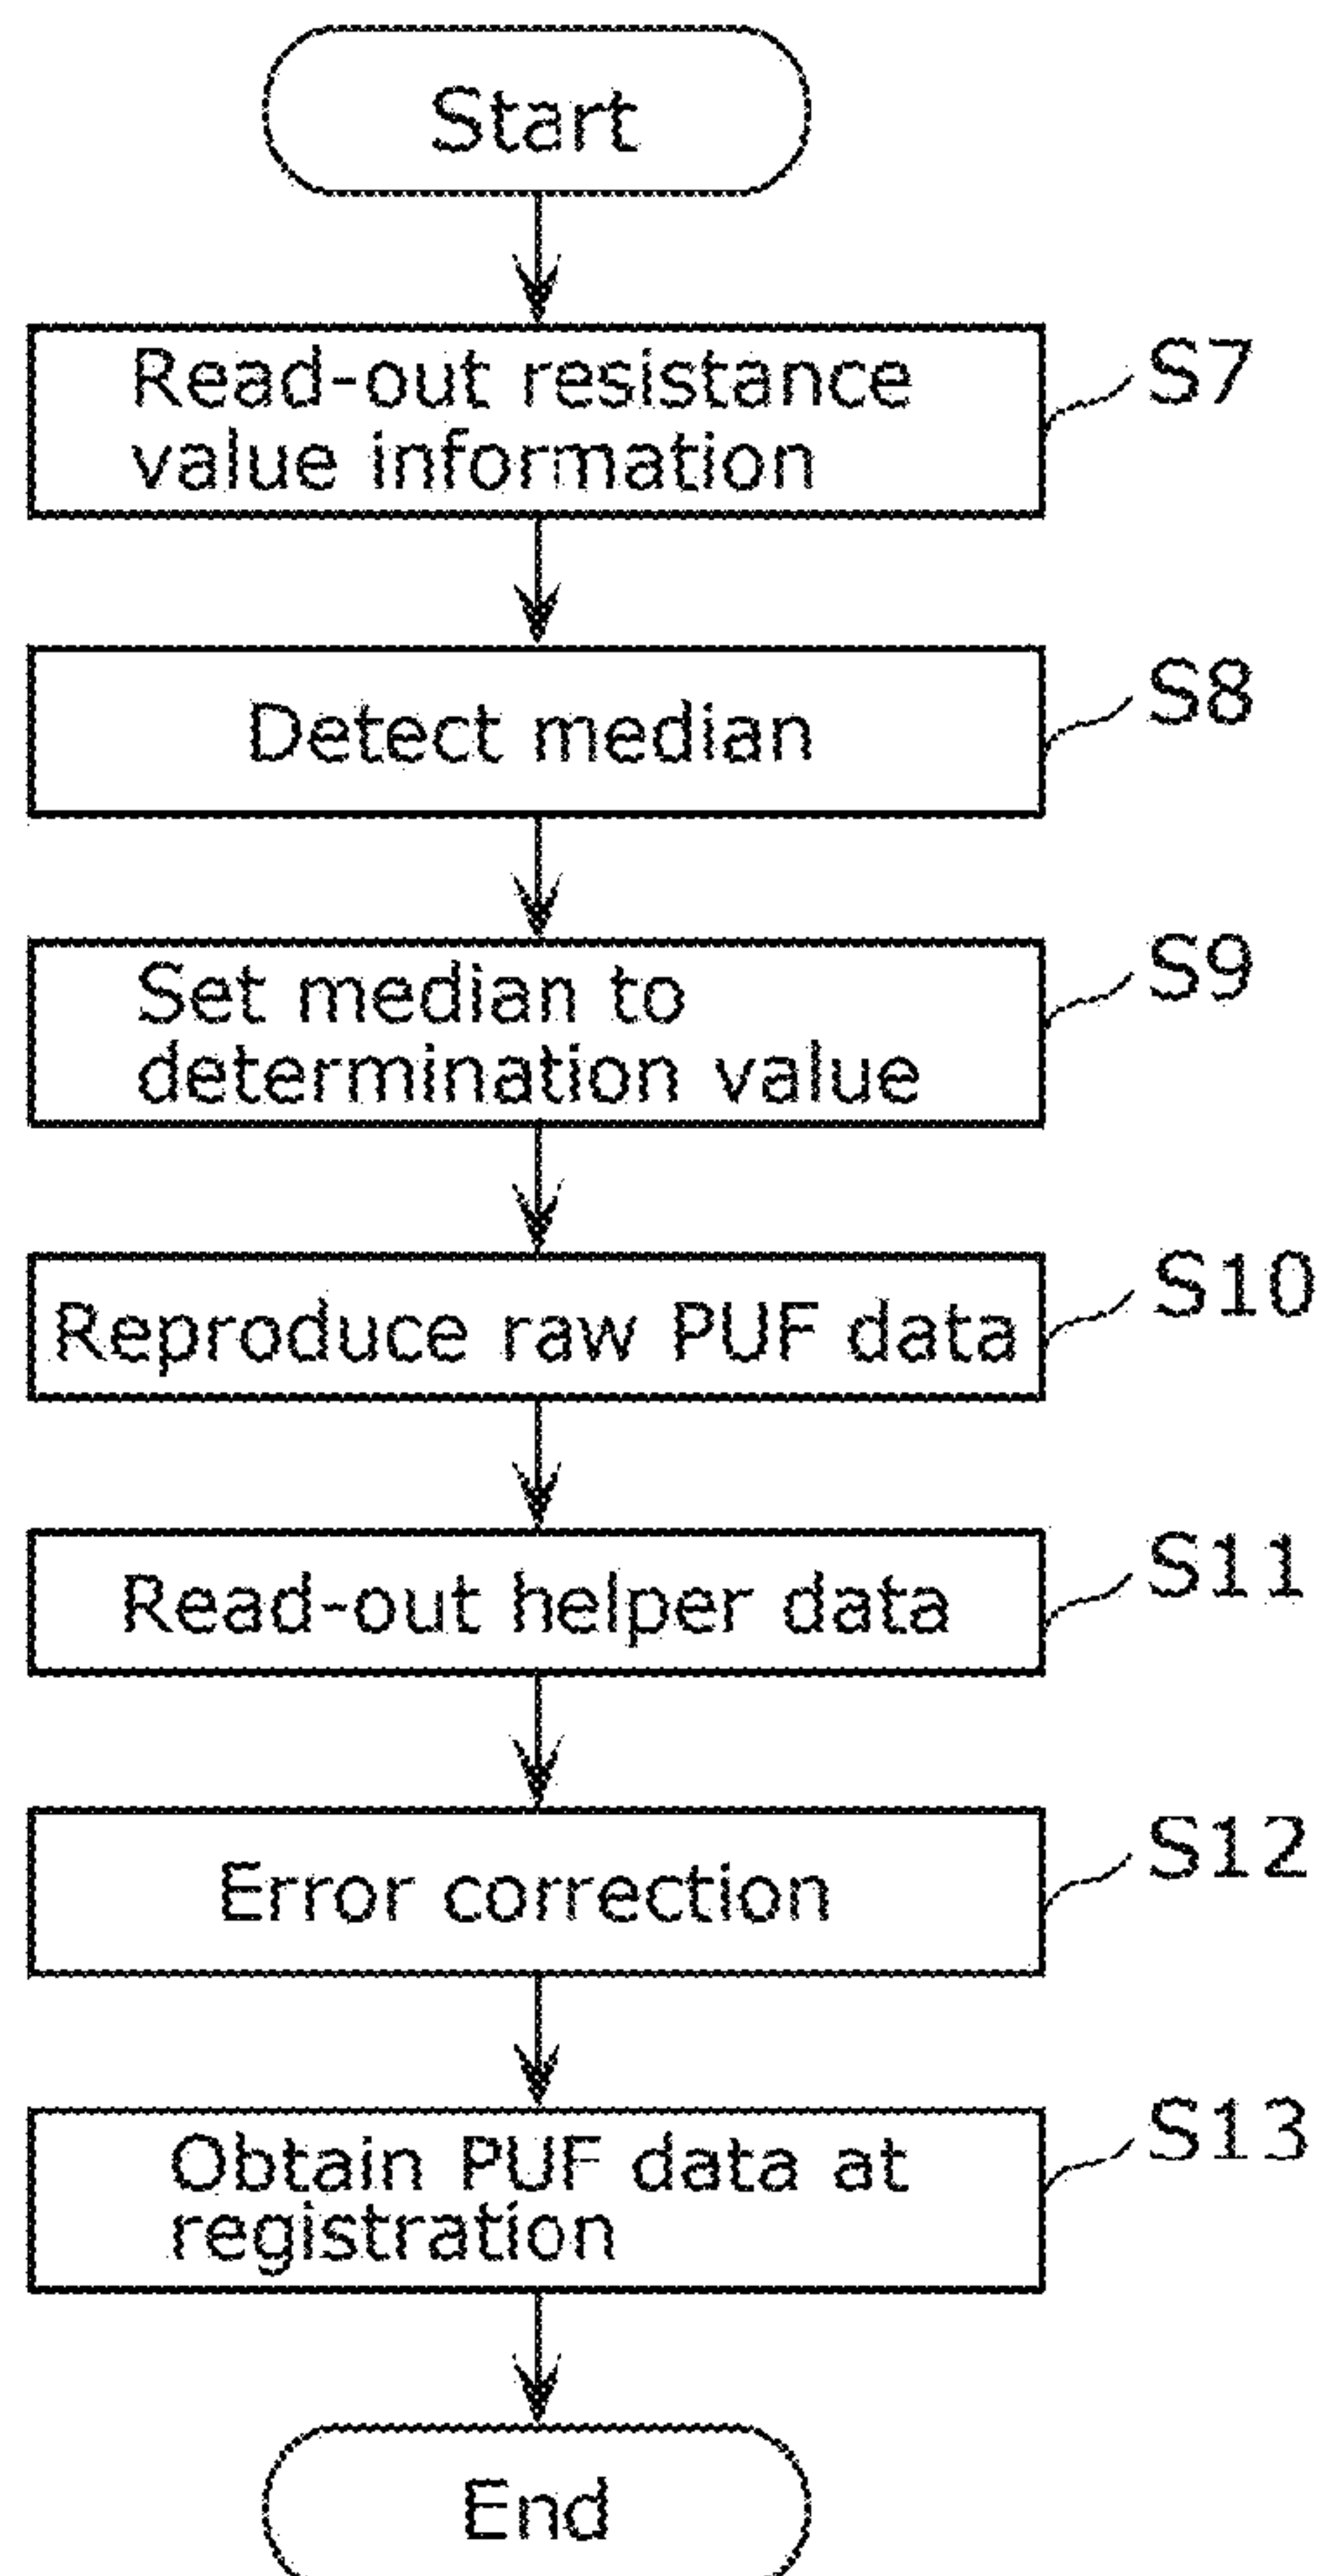 Start
Read-out resistance
value information
S7
Detect median
S8
Set median to
determination value
S9
Reproduce raw PUF data
S10
Read-out helper data
S11
Error correction
S12
Obtain PUF data at
registration
S13
End